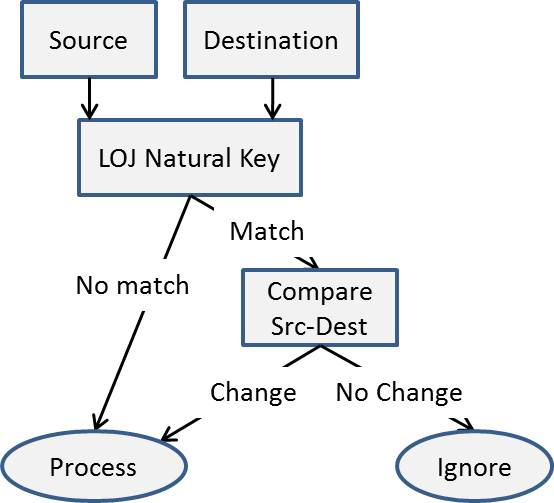 Source
Destination
LOJ Natural Key
Match
No match
Compare
Src-Dest
Change
No Change
Process
Ignore